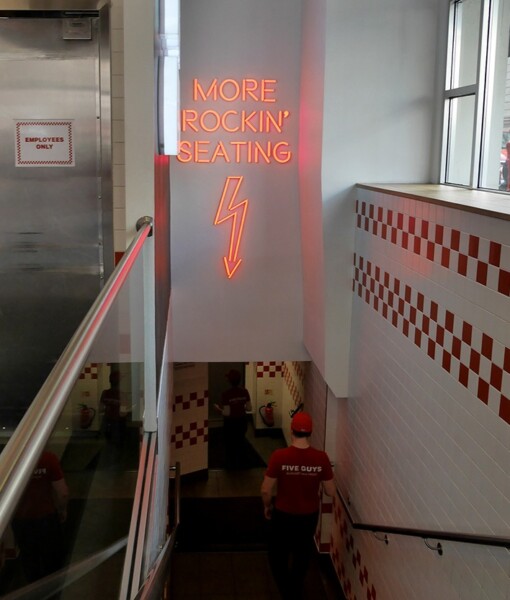 MORE
ROCKIN'
SEATING
EMPLOYEES
ONLY
FIVE GUYS